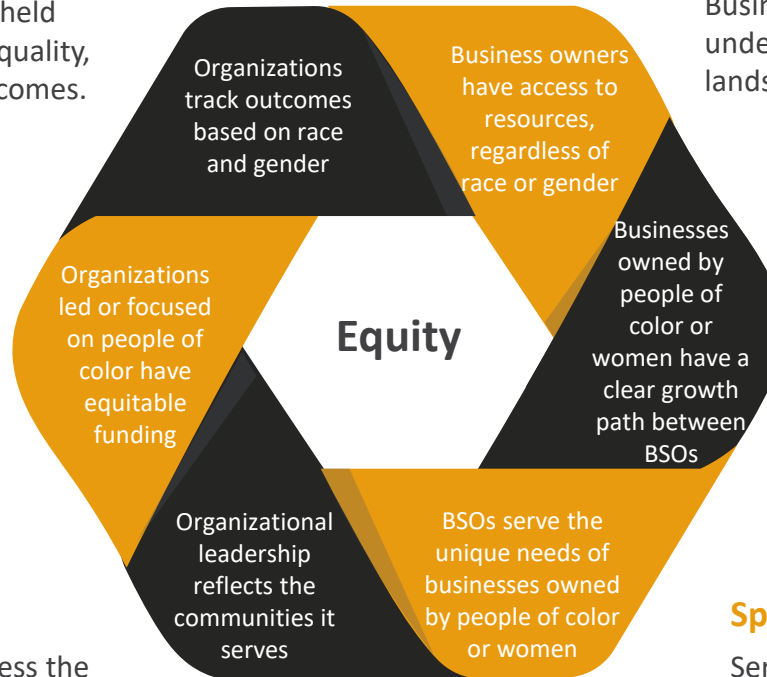 held
quality,
comes.
Busin
unde
lands
Organizations
track outcomes
based on race
and gender
Business owners
have access to
resources,
regardless of
race or gender
Businesses
owned by
people of
color or
women have a
clear growth
path between
BSOs
Organizations
led or focused
on people of
color have
equitable
funding
Equity
Organizational
leadership
reflects the
communities it
serves
BSOs serve the
unique needs of
businesses owned
by people of color
or women
Sp
Ser
ess the